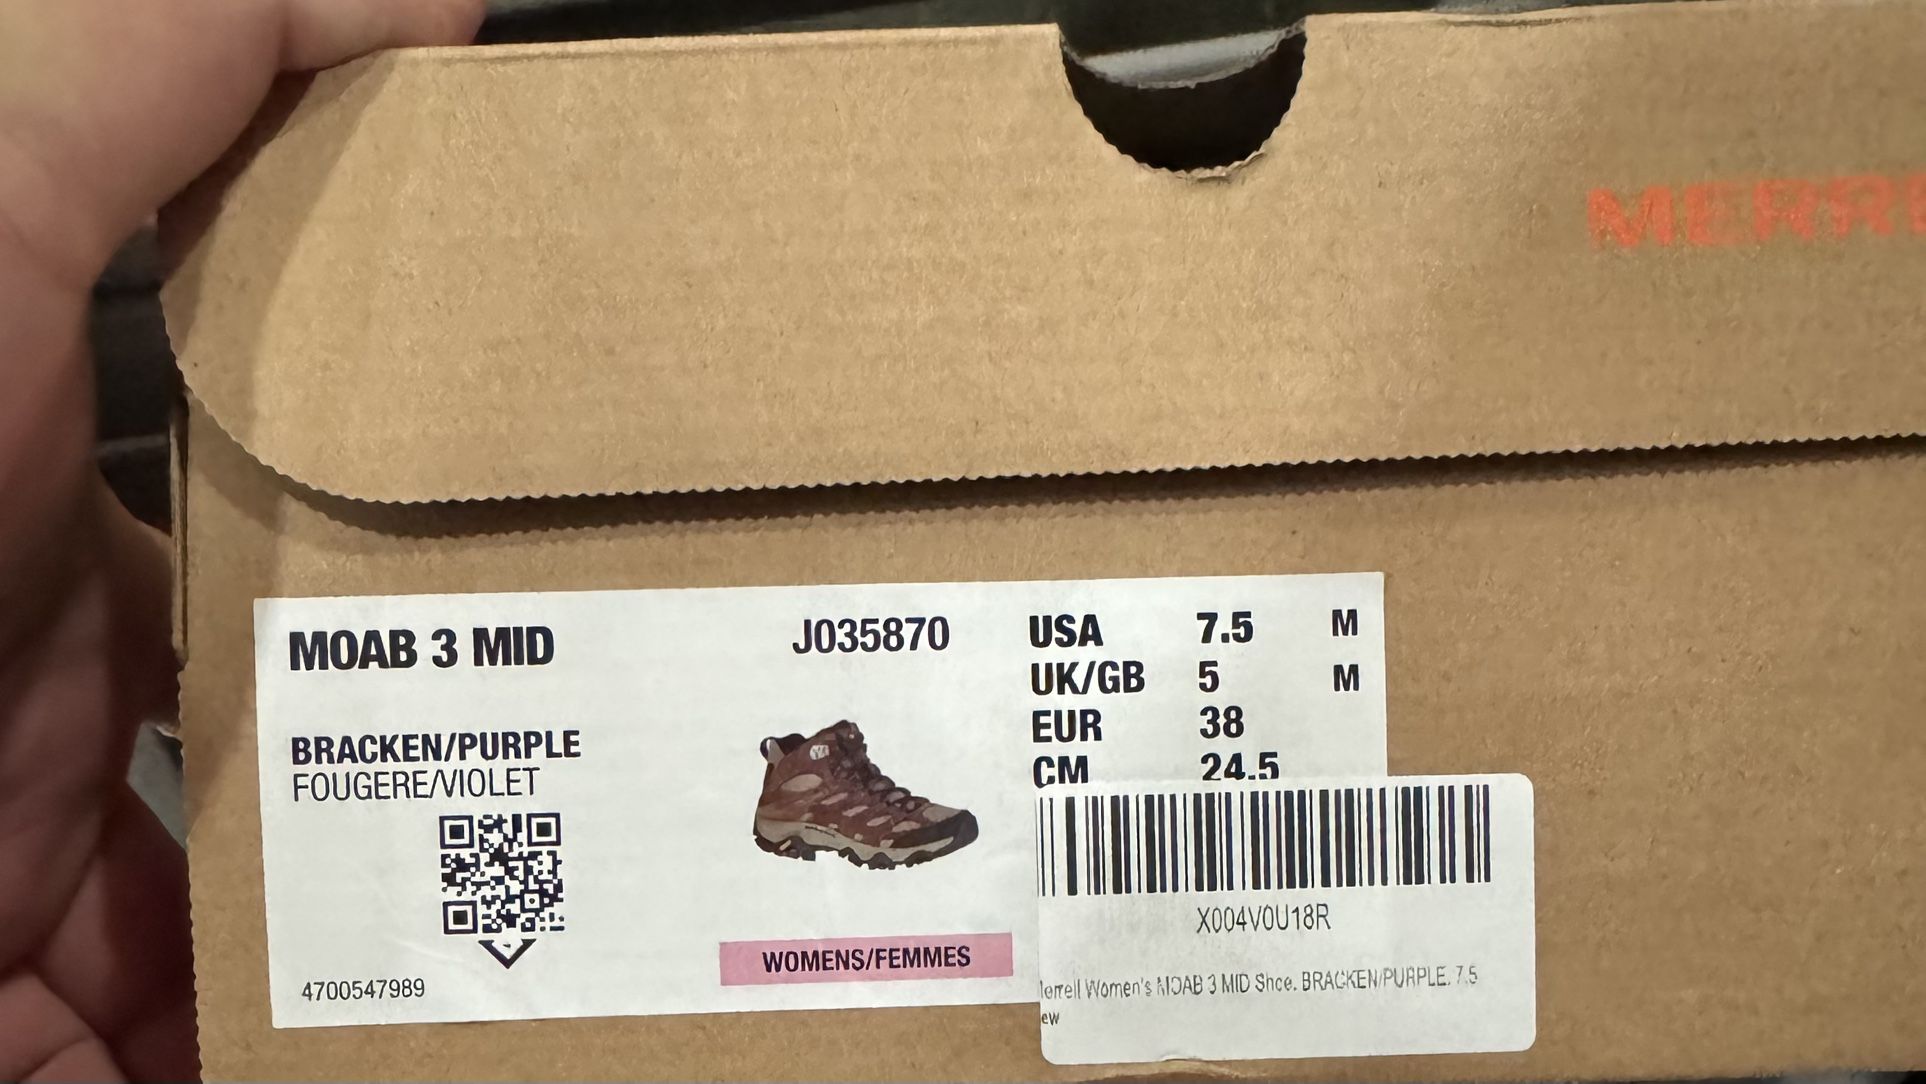 MERR
MOAB 3 MID
J035870
BRACKEN/PURPLE
FOUGERE/VIOLET
4700547989
WOMENS/FEMMES
USA 7.5 M
UK/GB 5 M
EUR 38
CM 24.5
X004V0U18R
Women's MOAB 3 MID Shoe, BRACKEN/PURPLE, 7.5
ew